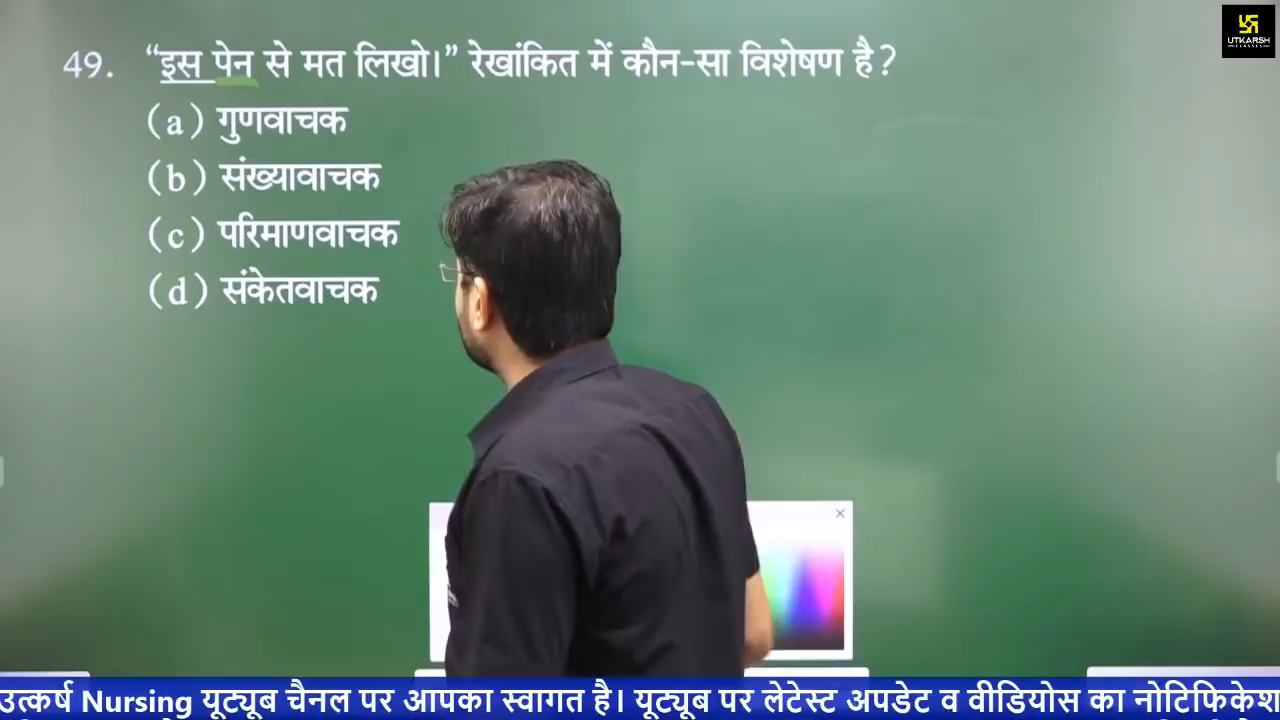 UTKARSH
CLASSES
49. “इस पेन से मत लिखो।” रेखांकित में कौन-सा विशेषण है?
(a) गुणवाचक
(b) संख्यावाचक
(c) परिमाणवाचक
(d) संकेतवाचक
उत्कर्ष Nursing यूट्यूब चैनल पर आपका स्वागत है। यूट्यूब पर लेटेस्ट अपडेट व वीडियोस का नोटिफिकेश